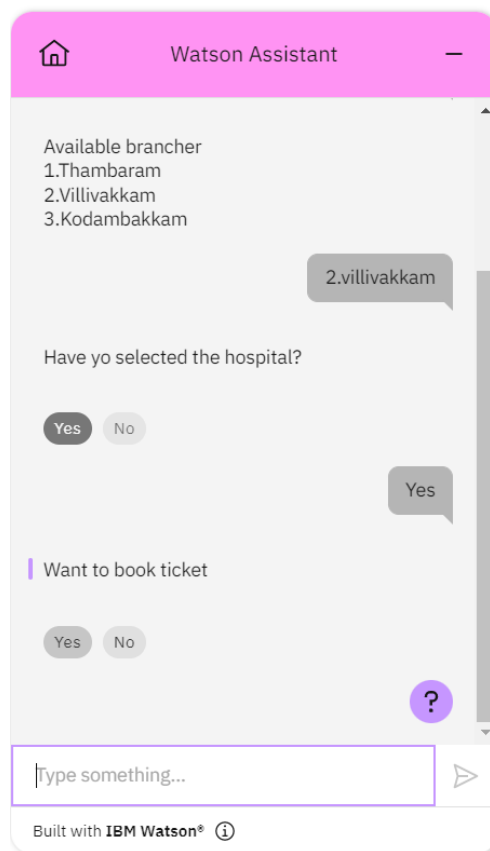 Watson Assistant
Available brancher
1.Thambaram
2.Villivakkam
3.Kodambakkam
2.villivakkam
Have yo selected the hospital?
Yes No
Yes
Want to book ticket
Yes No
?
Type something...
Built with IBM Watson®